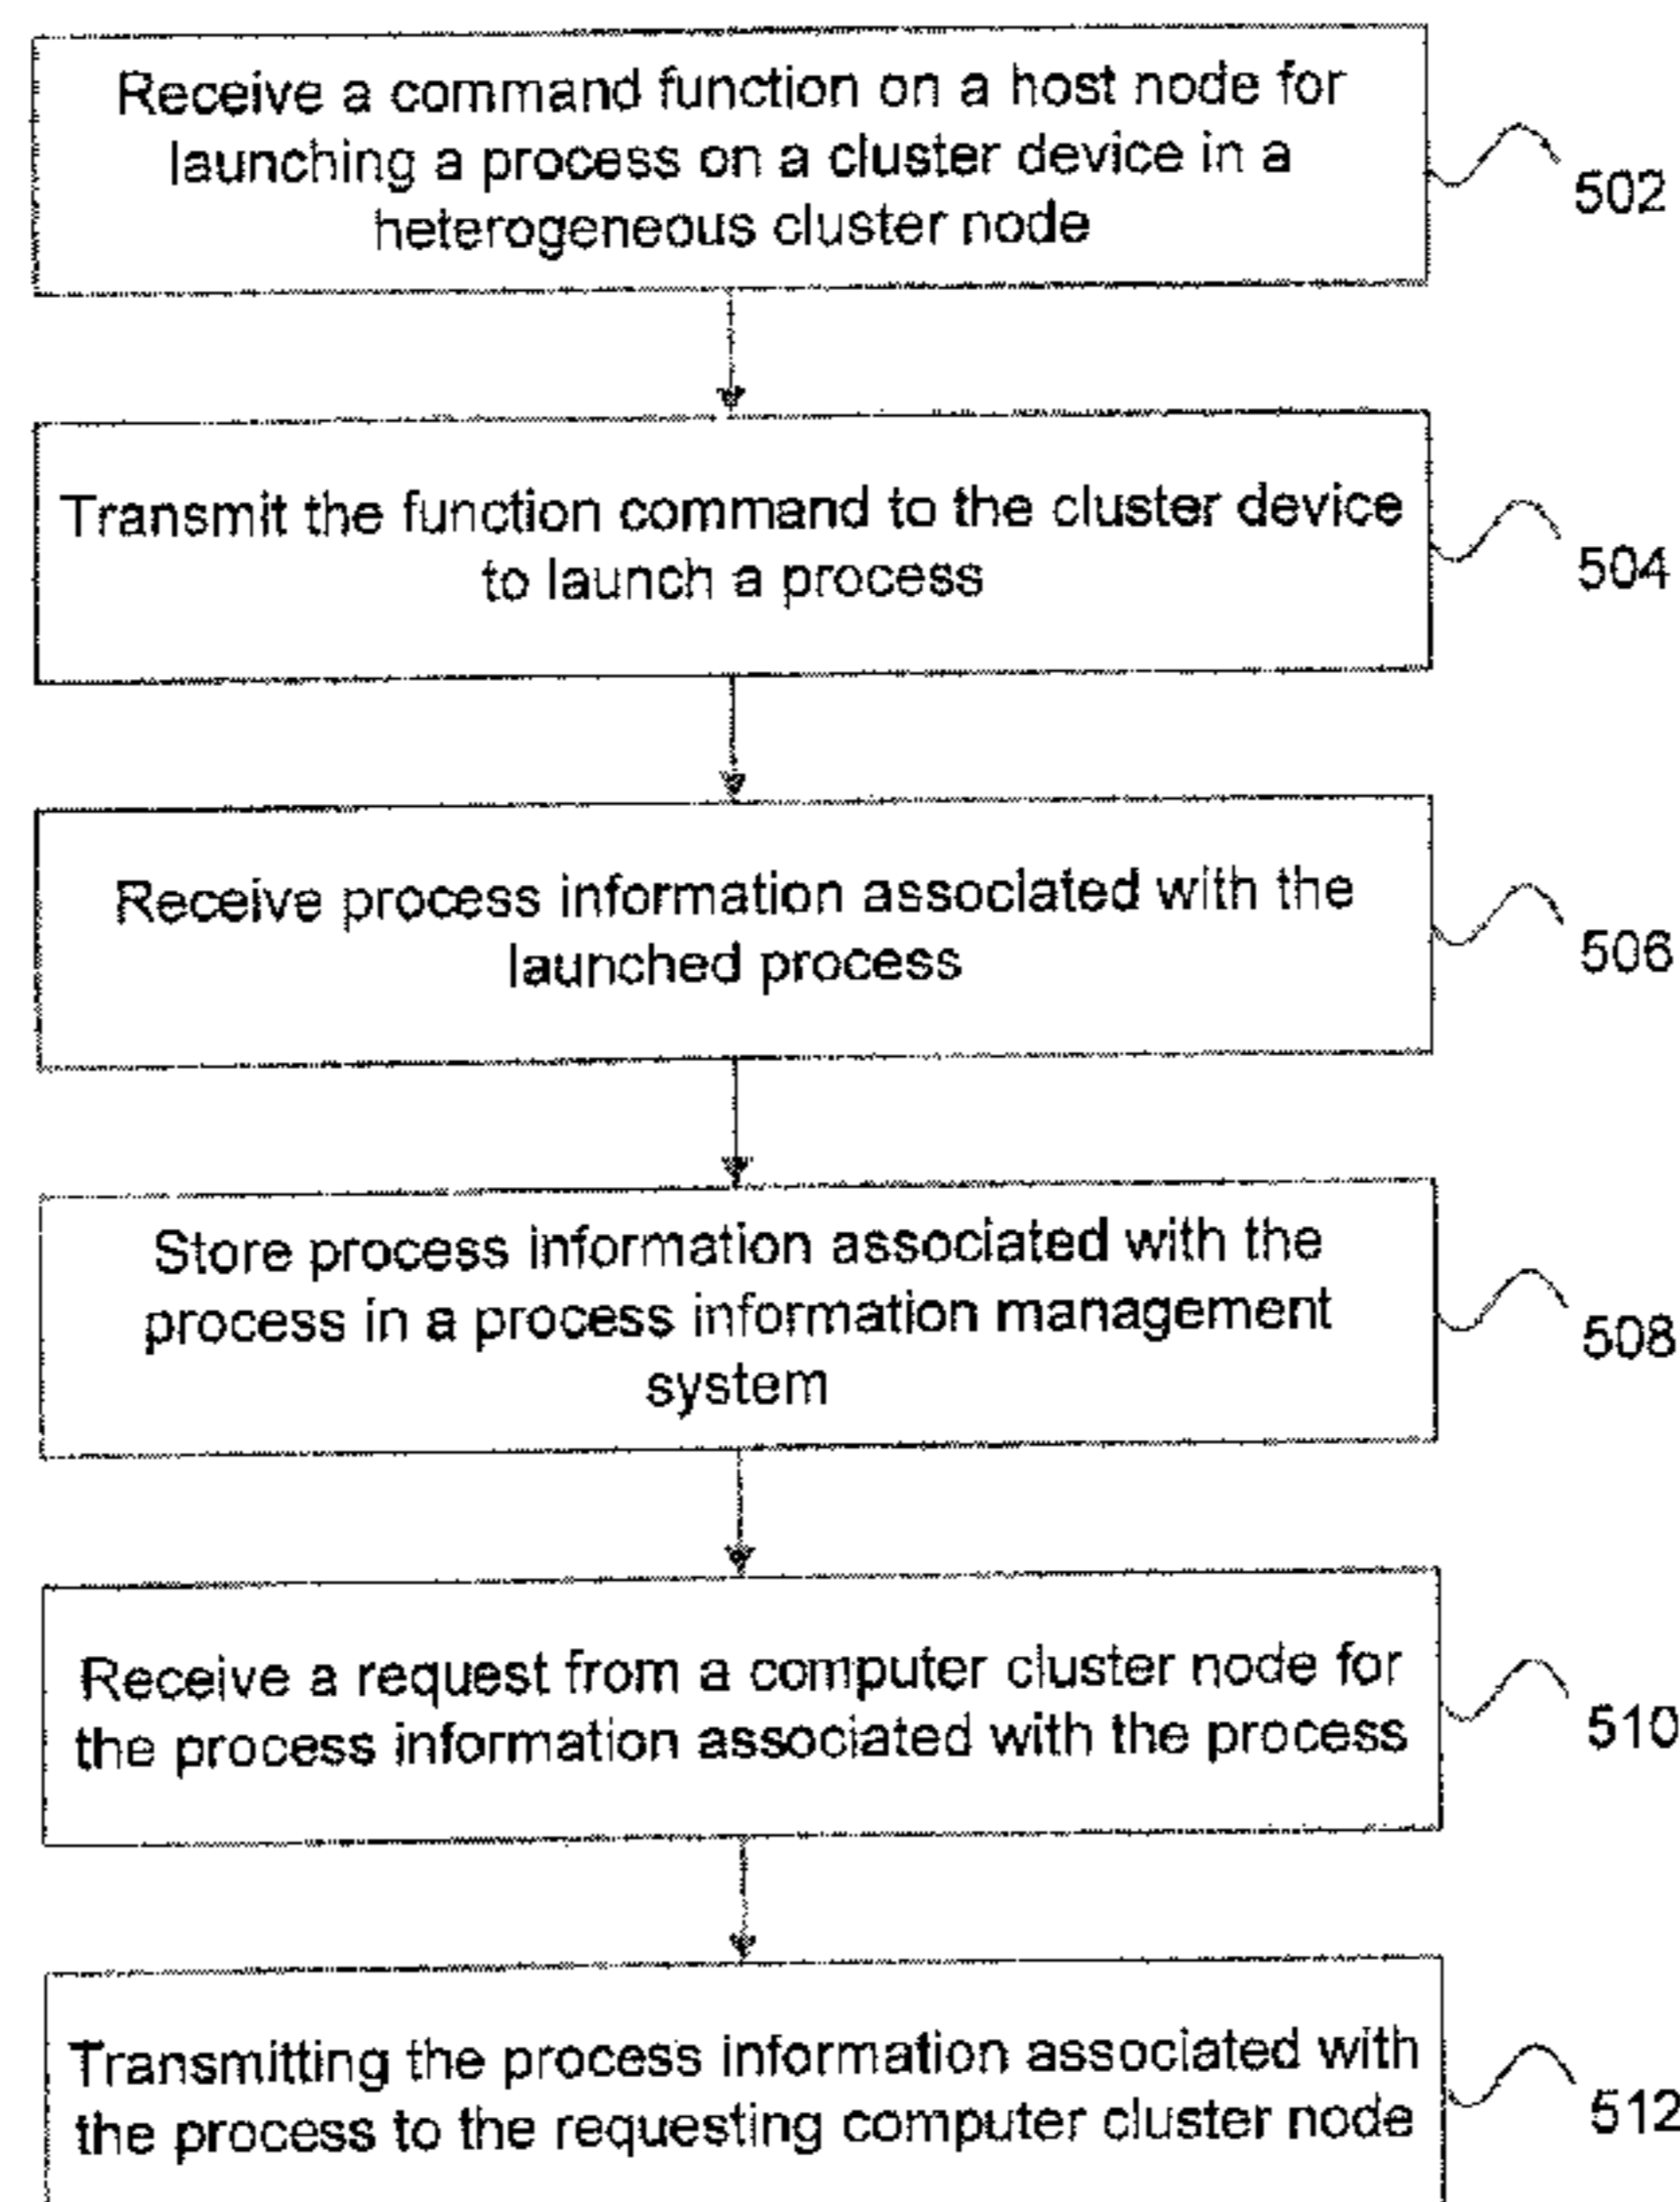 Receive a command function on a host node for
launching a process on a cluster device in a
heterogeneous cluster node
502
Transmit the function command to the cluster device
to launch a process
504
Receive process information associated with the
launched process
506
Store process information associated with the
process in a process information management
system
508
Receive a request from a computer cluster node for
the process information associated with the process
510
Transmitting the process information associated with
the process to the requesting computer cluster node
512